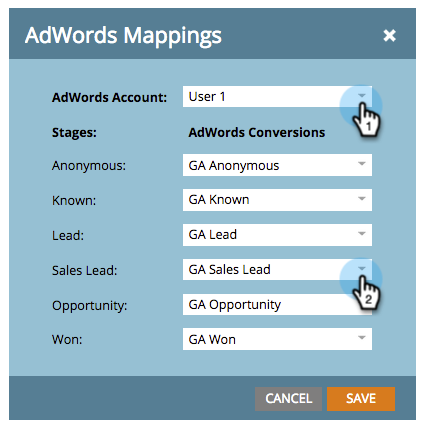 AdWords Mappings
AdWords Account: User 1
1
Stages: AdWords Conversions
Anonymous: GA Anonymous
Known: GA Known
Lead: GA Lead
Sales Lead: GA Sales Lead
2
Opportunity: GA Opportunity
Won: GA Won
CANCEL SAVE